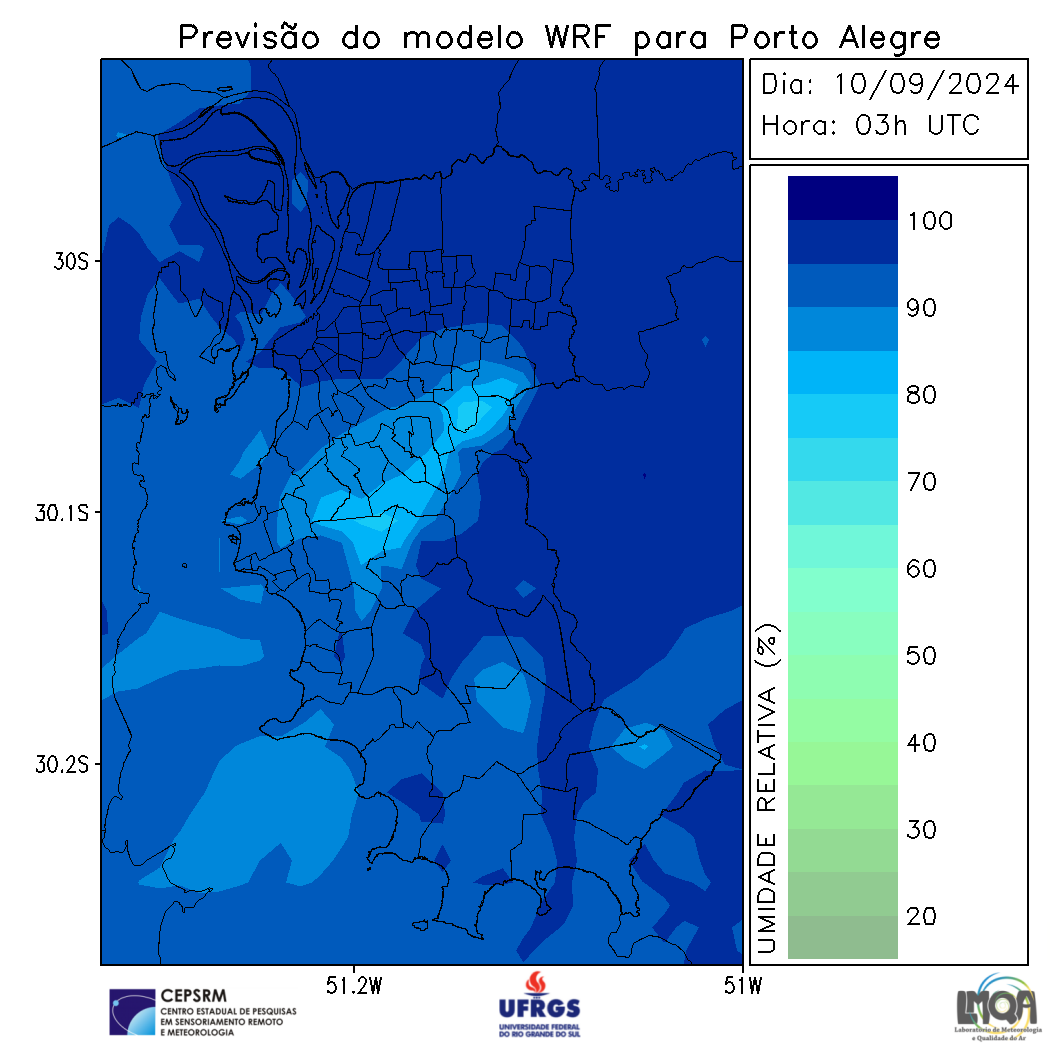 Previsão do modelo WRF para Porto Alegre
Dia: 10/09/2024
Hora: 03h UTC
100
90
80
70
60
50
40
30
20
UMIDADE RELATIVA (%)
30S
30.1S
30.2S
51.2W
51W
CEPSRM
CENTRO ESTADUAL DE PESQUISAS
EM SENSORIAMENTO REMOTO
E METEOROLOGIA
UFRGS
UNIVERSIDADE FEDERAL
DO RIO GRANDE DO SUL
LMQA
Laboratório de Meteorologia
e Qualidade do Ar